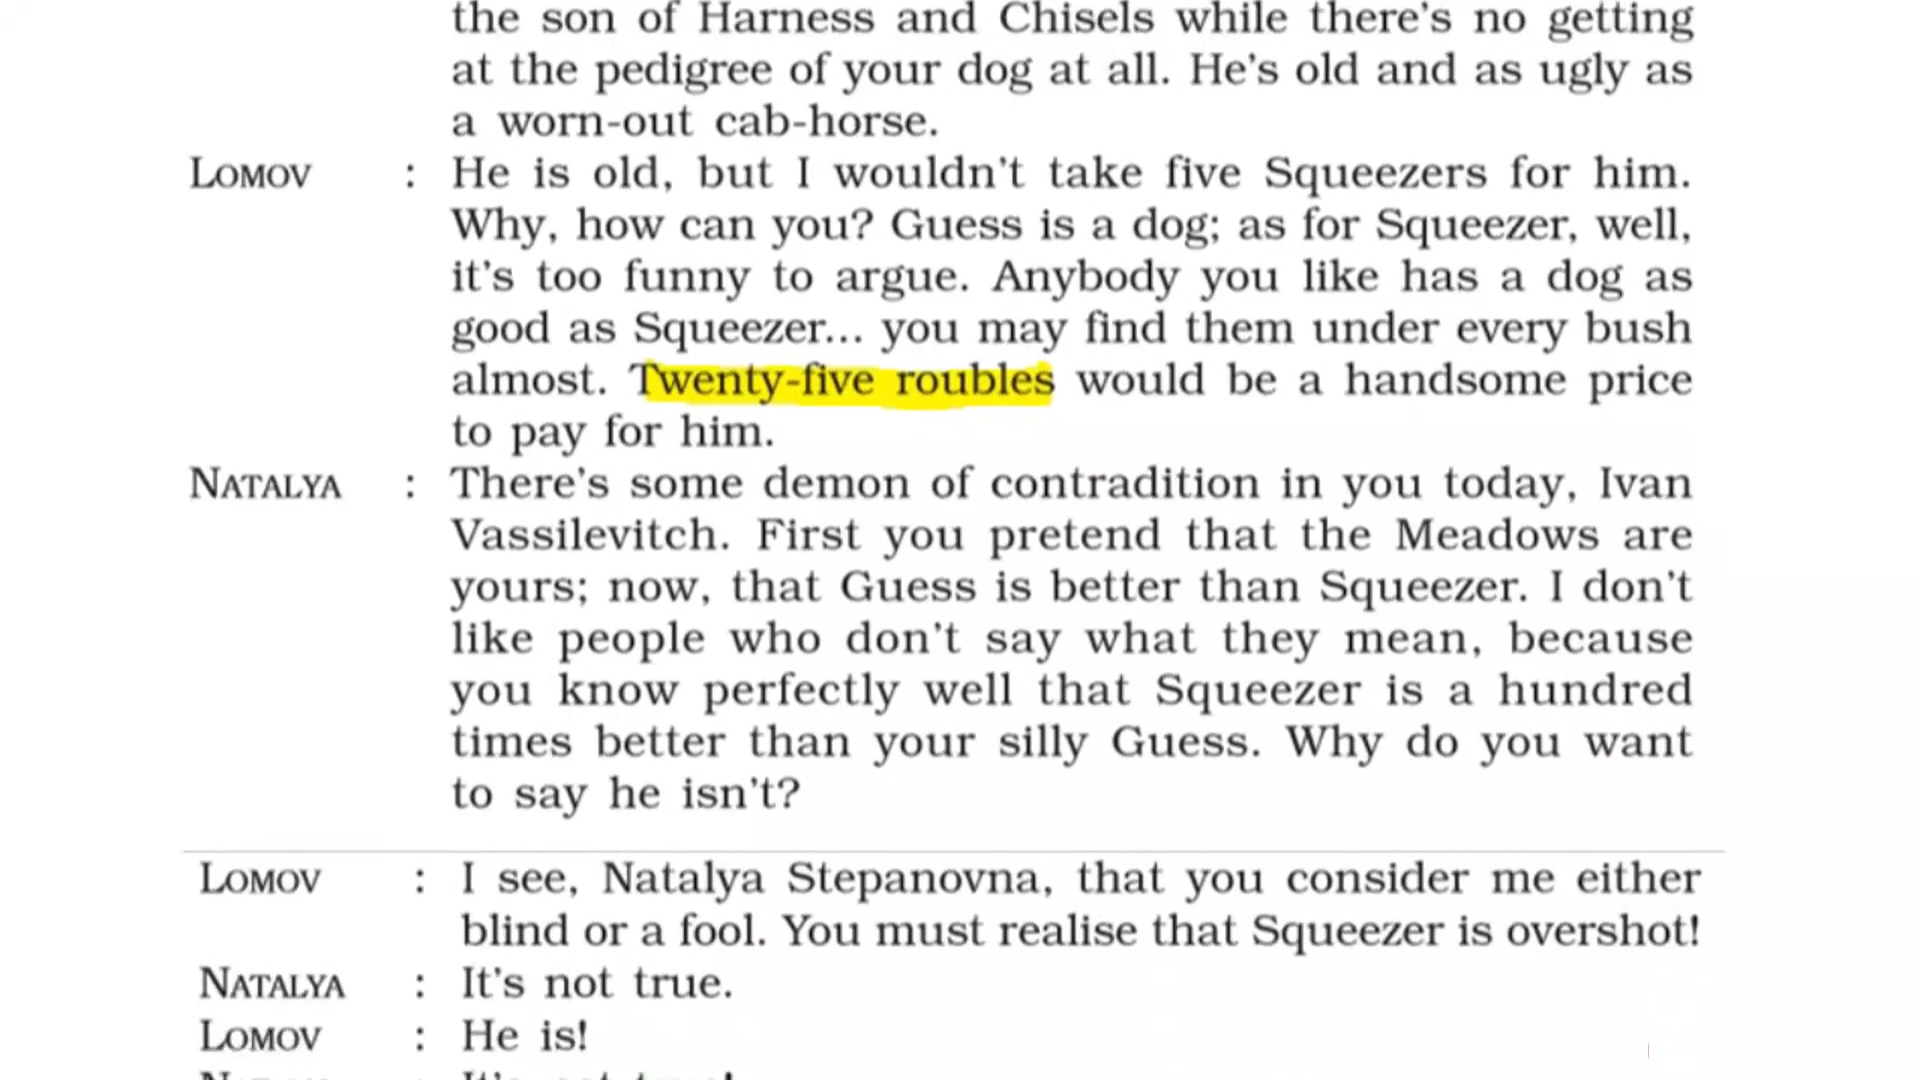 the son of Harness and Chisels while there's no getting
at the pedigree of your dog at all. He's old and as ugly as
a worn-out cab-horse.
LOMOV : He is old, but I wouldn't take five Squeezers for him.
Why, how can you? Guess is a dog; as for Squeezer, well,
it's too funny to argue. Anybody you like has a dog as
good as Squeezer... you may find them under every bush
almost. Twenty-five roubles would be a handsome price
to pay for him.
NATALYA : There's some demon of contradition in you today, Ivan
Vassilevitch. First you pretend that the Meadows are
yours; now, that Guess is better than Squeezer. I don't
like people who don't say what they mean, because
you know perfectly well that Squeezer is a hundred
times better than your silly Guess. Why do you want
to say he isn't?
LOMOV : I see, Natalya Stepanovna, that you consider me either
blind or a fool. You must realise that Squeezer is overshot!
NATALYA : It's not true.
LOMOV : He is!